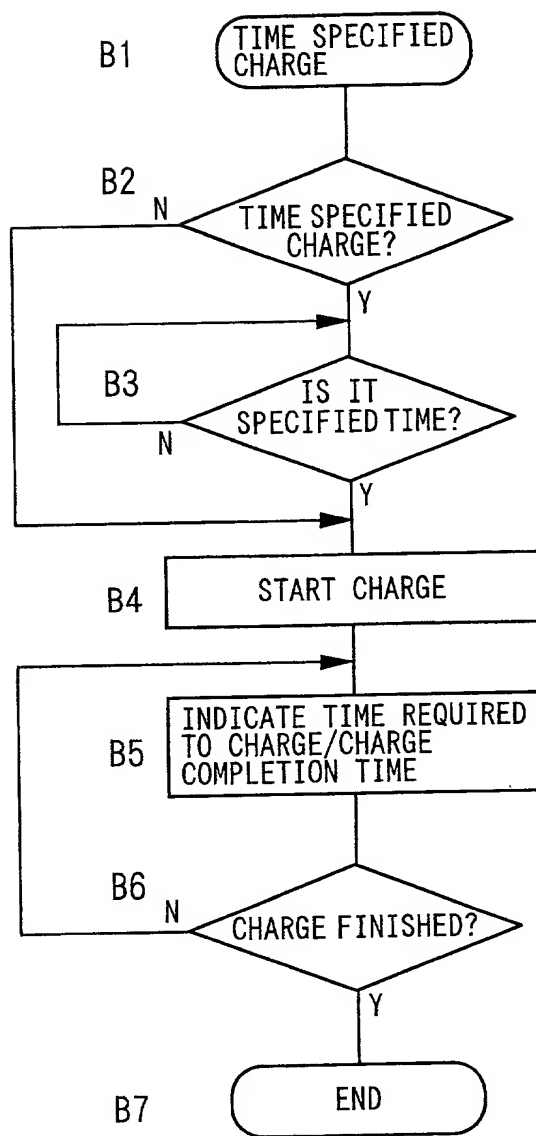 B1
TIME SPECIFIED
CHARGE
B2
N
TIME SPECIFIED
CHARGE?
Y
B3
IS IT
SPECIFIED TIME?
N
Y
B4
START CHARGE
B5
INDICATE TIME REQUIRED
TO CHARGE/CHARGE
COMPLETION TIME
B6
N
CHARGE FINISHED?
Y
B7
END